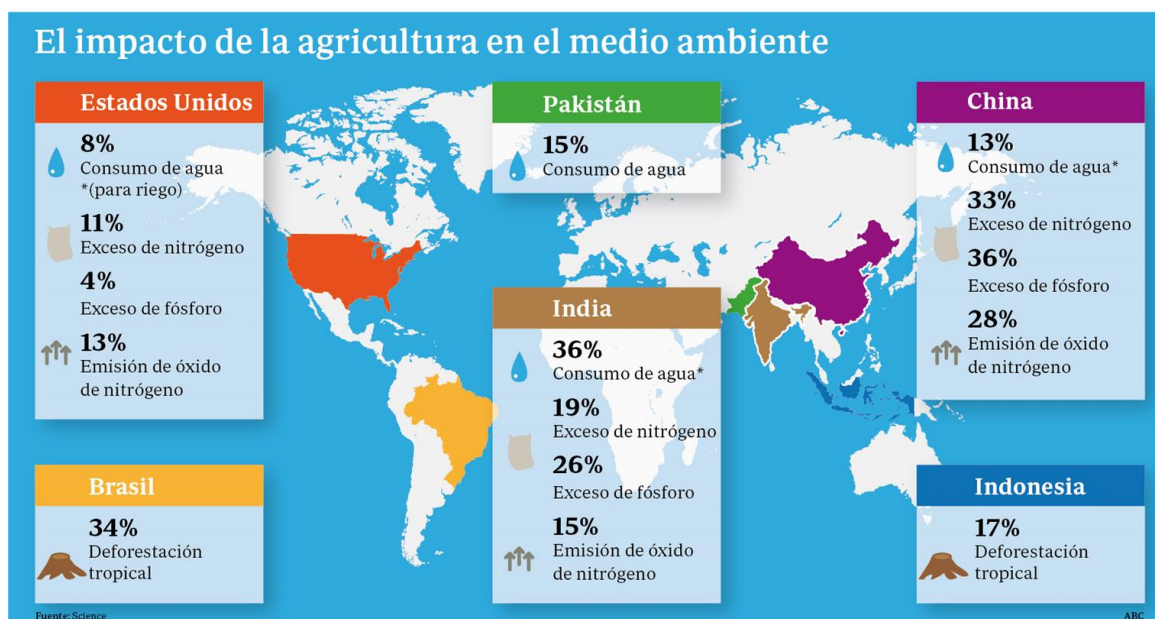 El impacto de la agricultura en el medio ambiente
Estados Unidos
8%
Consumo de agua
*(para riego)
11%
Exceso de nitrógeno
4%
Exceso de fósforo
13%
Emisión de óxido
de nitrógeno
Brasil
34%
Deforestación
tropical
Pakistán
15%
Consumo de agua
India
36%
Consumo de agua*
19%
Exceso de nitrógeno
26%
Exceso de fósforo
15%
Emisión de óxido
de nitrógeno
China
13%
Consumo de agua*
33%
Exceso de nitrógeno
36%
Exceso de fósforo
28%
Emisión de óxido
de nitrógeno
Indonesia
17%
Deforestación
tropical
Fuente: Science
ABC